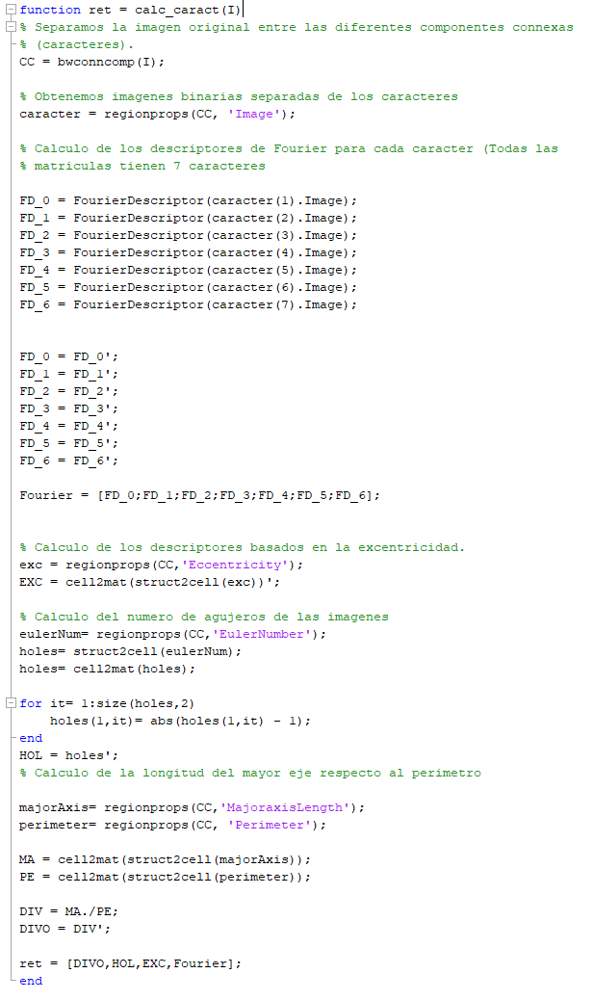 function ret = calc_caract(I)
% Separamos la imagen original entre las diferentes componentes connexas
% (caracteres).
CC = bwconncomp(I);
% Obtenemos imagenes binarias separadas de los caracteres
caracter = regionprops(CC, 'Image');
% Calculo de los descriptores de Fourier para cada caracter (Todas las
% matriculas tienen 7 caracteres
FD_0 = FourierDescriptor(caracter(1).Image);
FD_1 = FourierDescriptor(caracter(2).Image);
FD_2 = FourierDescriptor(caracter(3).Image);
FD_3 = FourierDescriptor(caracter(4).Image);
FD_4 = FourierDescriptor(caracter(5).Image);
FD_5 = FourierDescriptor(caracter(6).Image);
FD_6 = FourierDescriptor(caracter(7).Image);
FD_0 = FD_0';
FD_1 = FD_1';
FD_2 = FD_2';
FD_3 = FD_3';
FD_4 = FD_4';
FD_5 = FD_5';
FD_6 = FD_6';
Fourier = [FD_0;FD_1;FD_2;FD_3;FD_4;FD_5;FD_6];
% Calculo de los descriptores basados en la excentricidad.
exc = regionprops(CC,'Eccentricity');
EXC = cell2mat(struct2cell(exc))';
% Calculo del numero de agujeros de las imagenes
eulerNum= regionprops(CC,'EulerNumber');
holes= struct2cell(eulerNum);
holes= cell2mat(holes);
for it= 1:size(holes,2)
    holes(1,it)= abs(holes(1,it) - 1);
end
HOL = holes';
% Calculo de la longitud del mayor eje respecto al perimetro
majorAxis= regionprops(CC,'MajoraxisLength');
perimeter= regionprops(CC, 'Perimeter');
MA = cell2mat(struct2cell(majorAxis));
PE = cell2mat(struct2cell(perimeter));
DIV = MA./PE;
DIVO = DIV';
ret = [DIVO,HOL,EXC,Fourier];
end